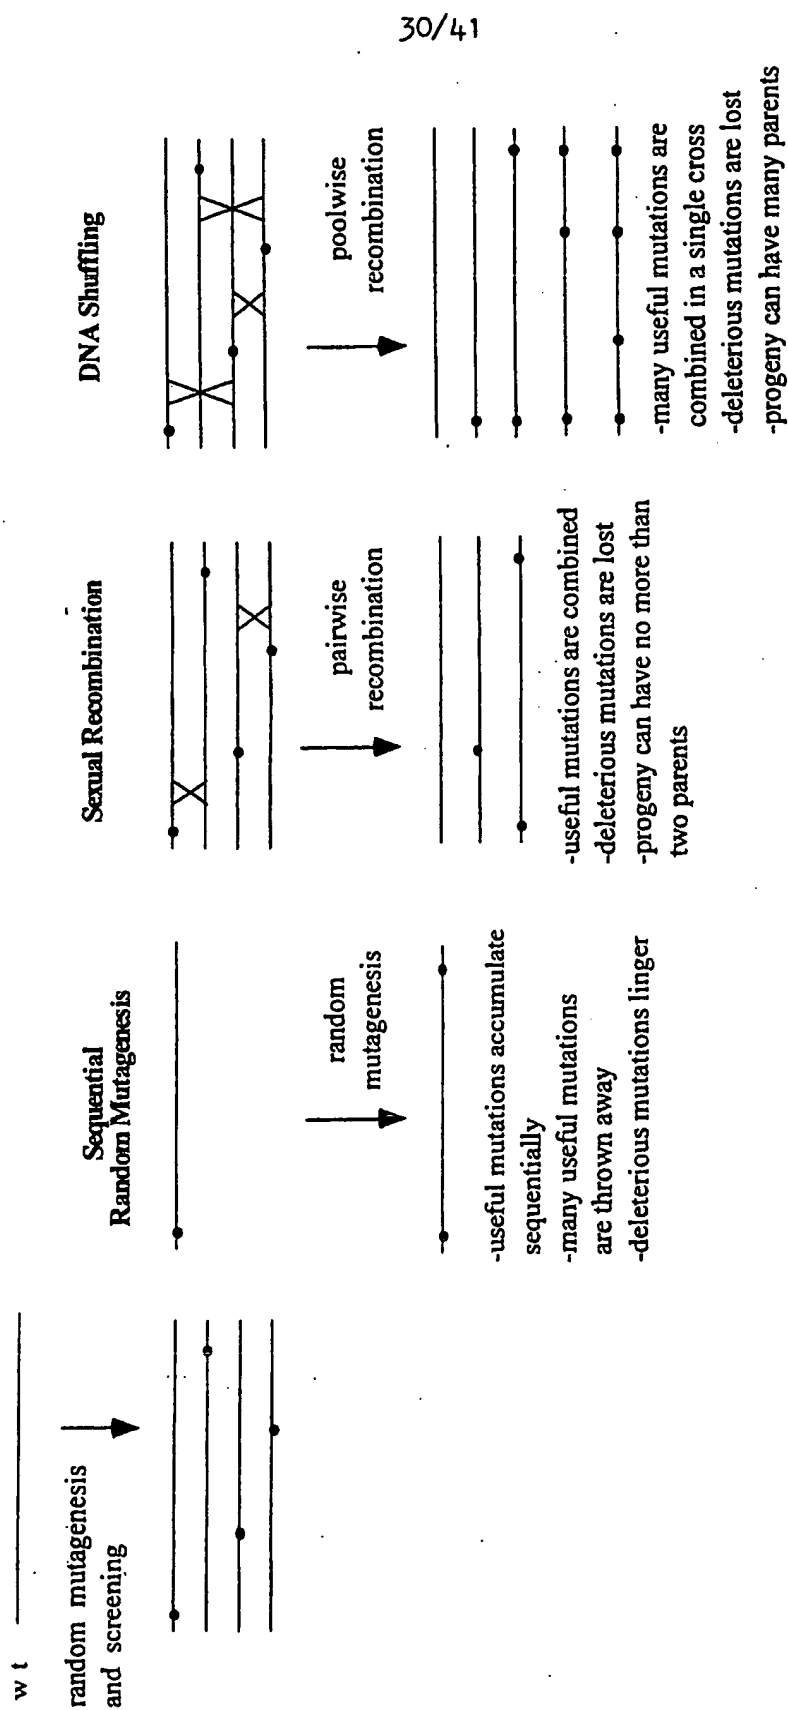 30/41
w t
random mutagenesis
and screening
Sequential
Random Mutagenesis
random
mutagenesis
-useful mutations accumulate
sequentially
-many useful mutations
are thrown away
-deleterious mutations linger
Sexual Recombination
pairwise
recombination
-useful mutations are combined
-deleterious mutations are lost
-progeny can have no more than
two parents
DNA Shuffling
poolwise
recombination
-many useful mutations are
combined in a single cross
-deleterious mutations are lost
-progeny can have many parents